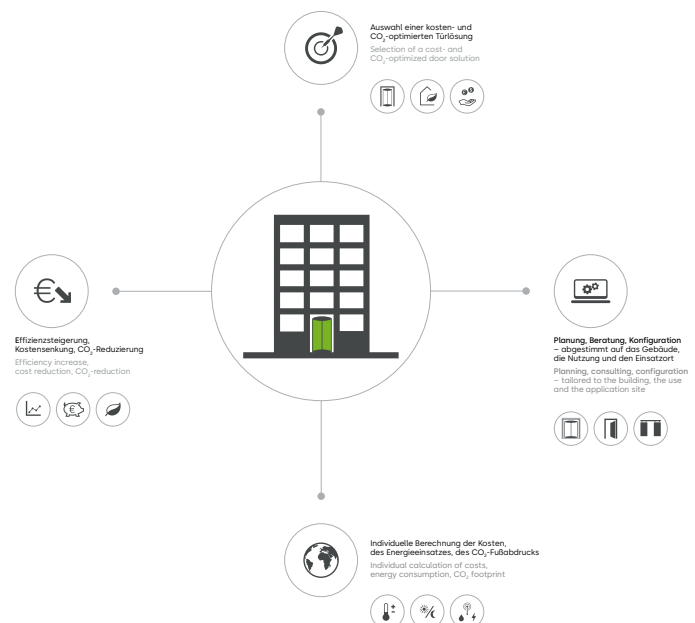 Auswahl einer kosten- und
CO₂-optimierten Türlösung
Selection of a cost- and
CO₂-optimized door solution
Effizienzsteigerung,
Kostensenkung, CO₂-Reduzierung
Efficiency increase,
cost reduction, CO₂-reduction
Planung, Beratung, Konfiguration
– abgestimmt auf das Gebäude,
die Nutzung und den Einsatzort
Planning, consulting, configuration
– tailored to the building, the use
and the application site
Individuelle Berechnung der Kosten,
des Energieeinsatzes, des CO₂-Fußabdrucks
Individual calculation of costs,
energy consumption, CO₂ footprint